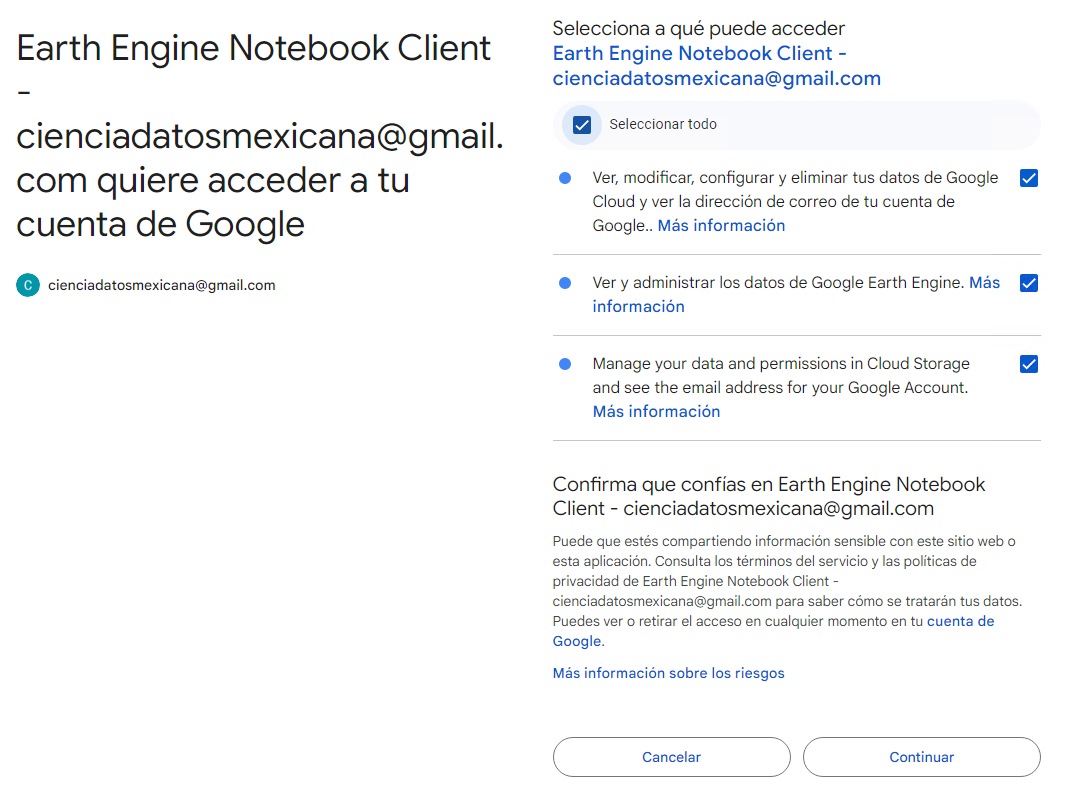 Earth Engine Notebook Client
-
cienciadatosmexicana@gmail.
com quiere acceder a tu
cuenta de Google
C cienciadatosmexicana@gmail.com
Selecciona a qué puede acceder
Earth Engine Notebook Client -
cienciadatosmexicana@gmail.com
Seleccionar todo
Ver, modificar, configurar y eliminar tus datos de Google
Cloud y ver la dirección de correo de tu cuenta de
Google.. Más información
Ver y administrar los datos de Google Earth Engine. Más
información
Manage your data and permissions in Cloud Storage
and see the email address for your Google Account.
Más información
Confirma que confías en Earth Engine Notebook
Client - cienciadatosmexicana@gmail.com
Puede que estés compartiendo información sensible con este sitio web o
esta aplicación. Consulta los términos del servicio y las políticas de
privacidad de Earth Engine Notebook Client -
cienciadatosmexicana@gmail.com para saber cómo se tratarán tus datos.
Puedes ver o retirar el acceso en cualquier momento en tu cuenta de
Google.
Más información sobre los riesgos
Cancelar
Continuar